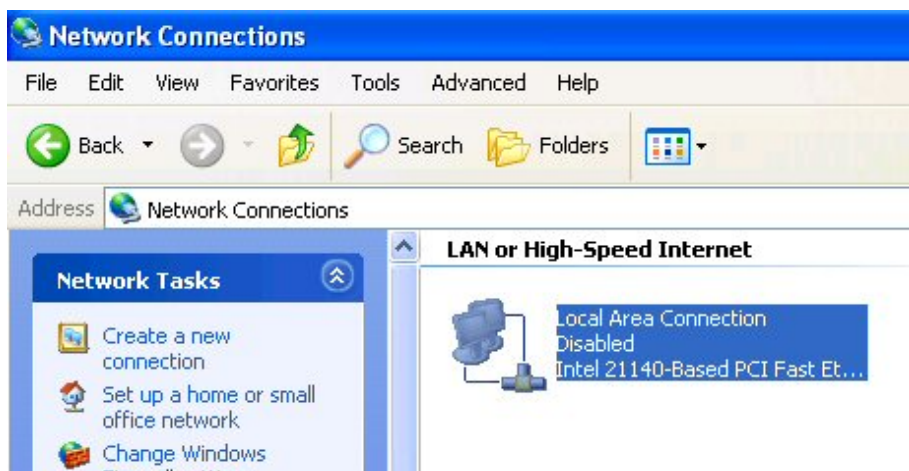 Network Connections
File Edit View Favorites Tools Advanced Help
Back Search Folders
Address Network Connections
Network Tasks
Create a new
connection
Set up a home or small
office network
Change Windows
LAN or High-Speed Internet
Local Area Connection
Disabled
Intel 21140-Based PCI Fast Et...